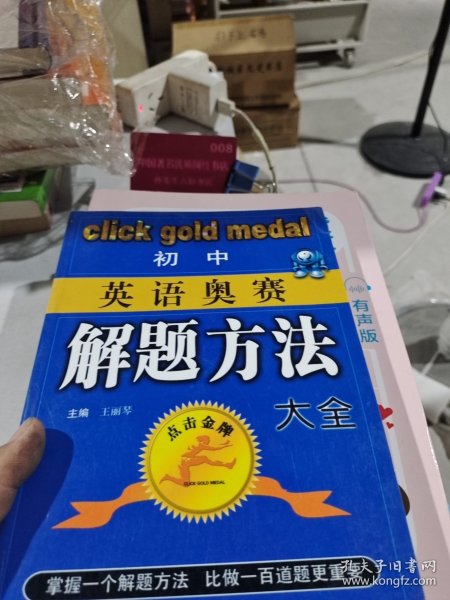 008
click gold medal
初中
英语奥赛
解题方法
大全
主编 王丽琴
点击金牌
CLICK GOLD MEDAL
掌握一个解题方法 比做一百道题更重要
有声版
孔夫子旧书网
kongfz.com